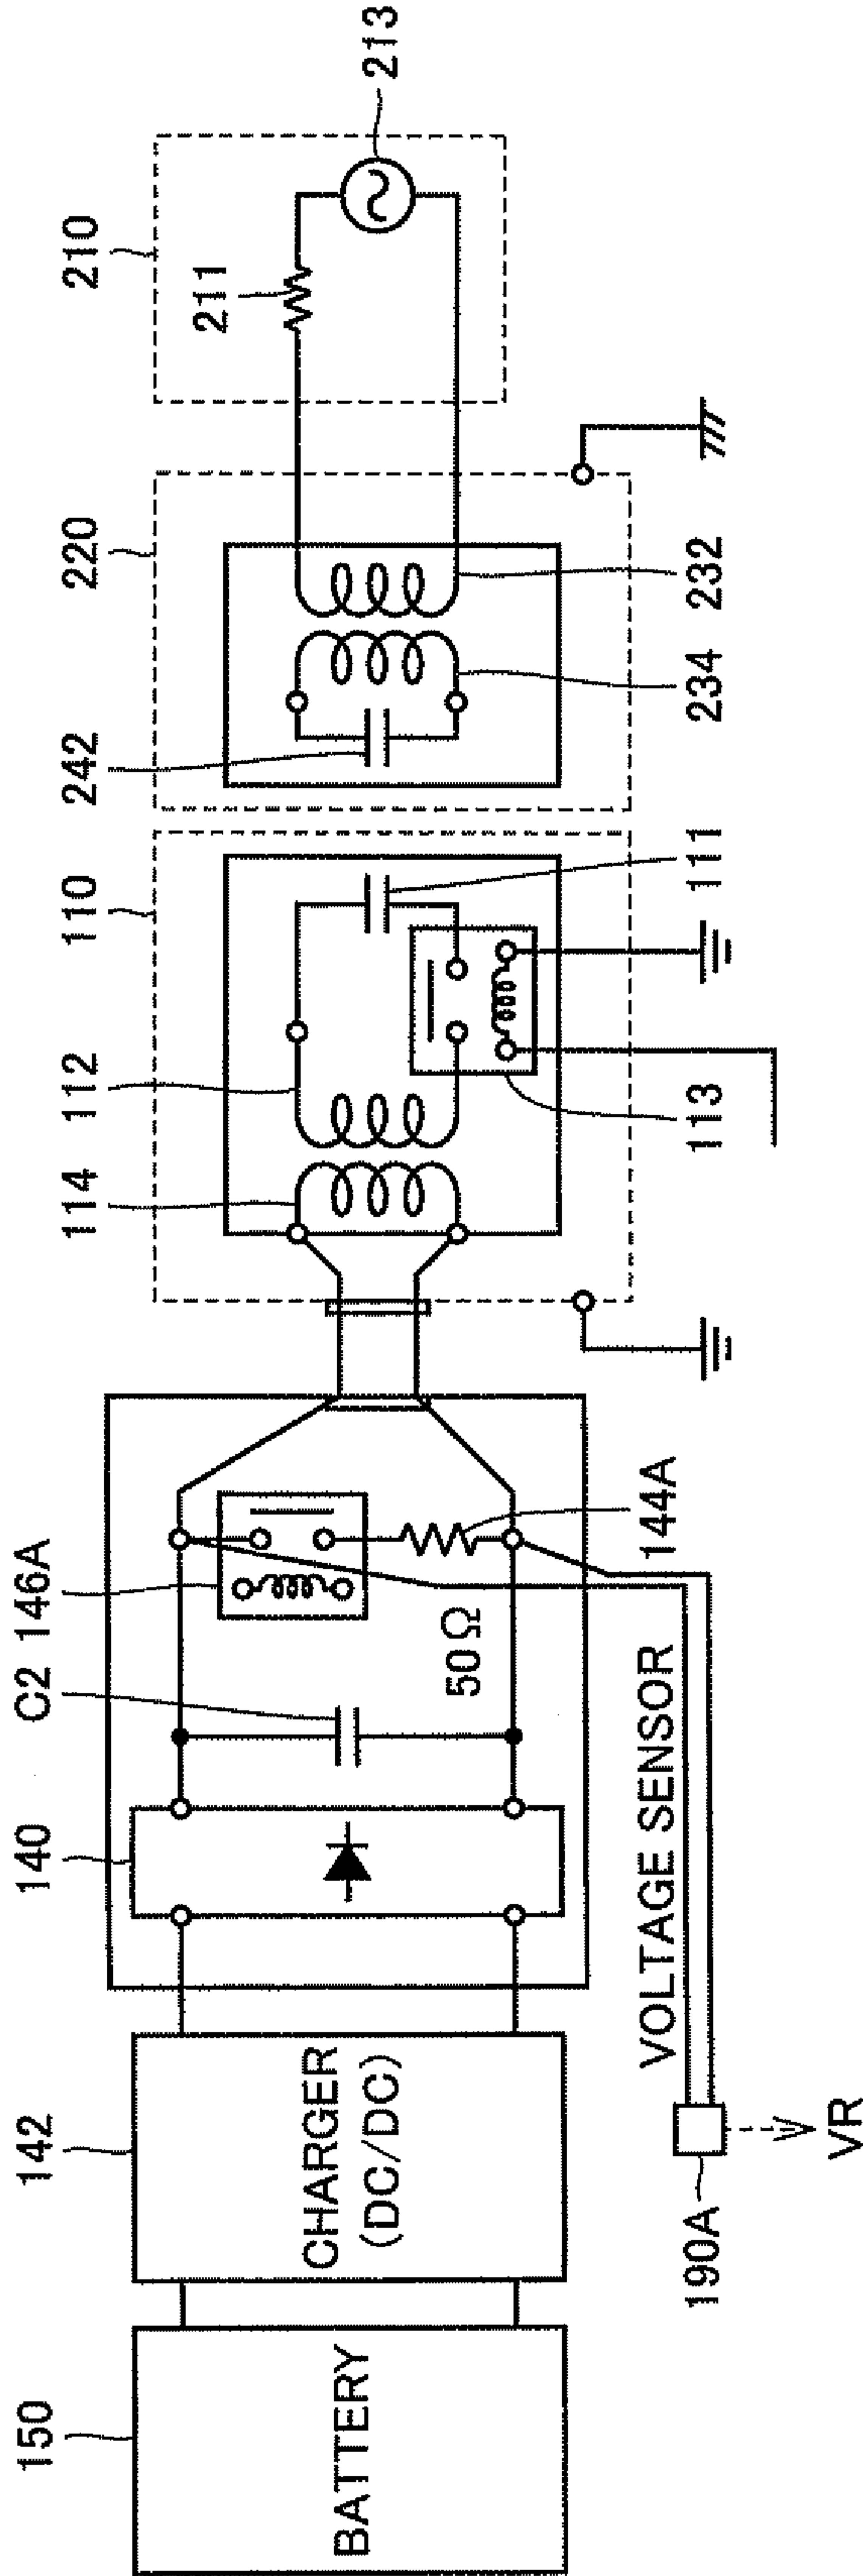 150
142
140
C2
146A
114
112
110
242
220
210
211
213
BATTERY
CHARGER
(DC/DC)
50Ω
144A
VOLTAGE SENSOR
190A
VR
113
111
234
232